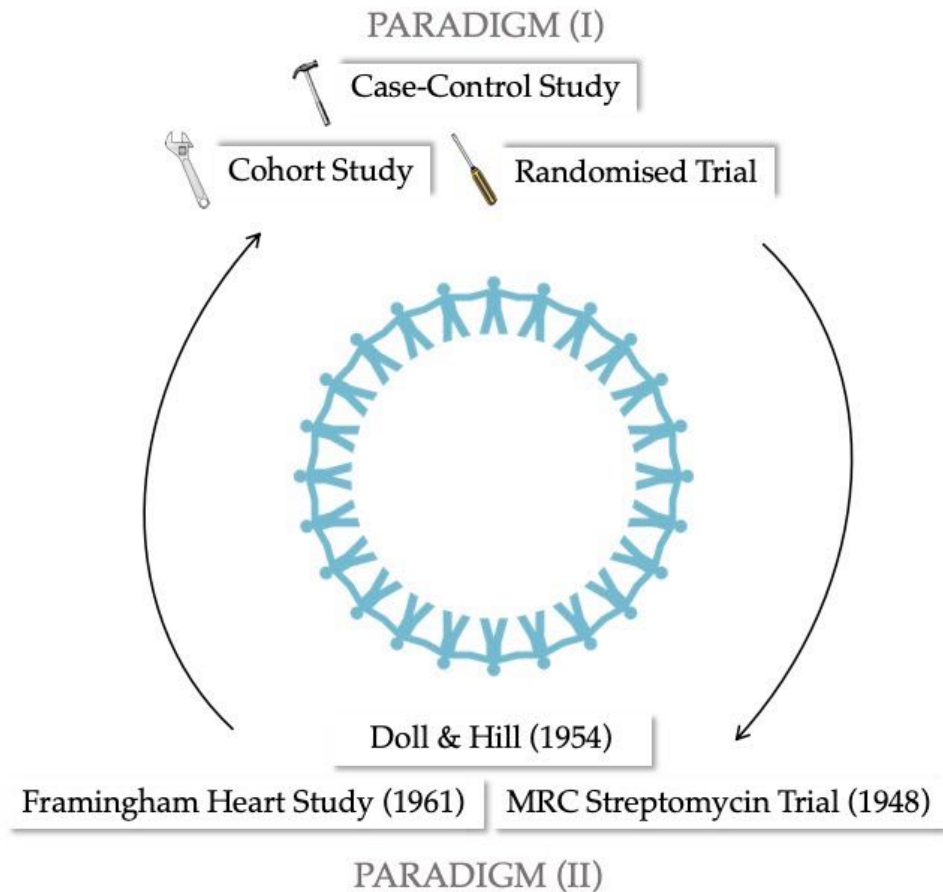 PARADIGM (I)
Case-Control Study
Cohort Study
Randomised Trial
Doll & Hill (1954)
Framingham Heart Study (1961)
MRC Streptomycin Trial (1948)
PARADIGM (II)